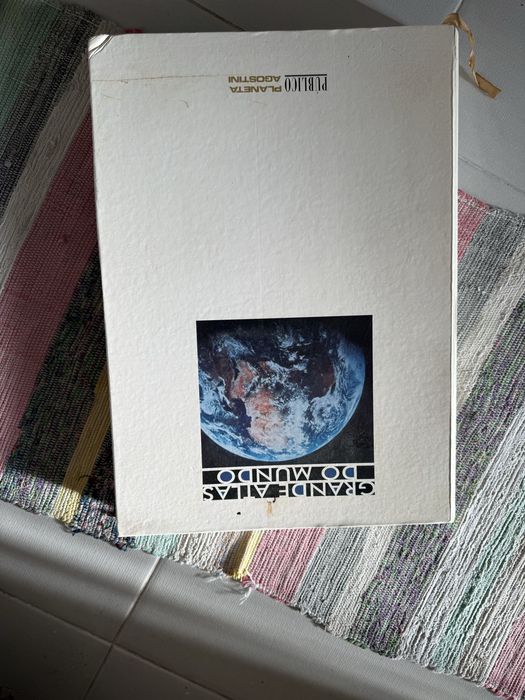 GRANDE ATLAS
DO MUNDO
PÚBLICO
PLANETA
AGOSTINI